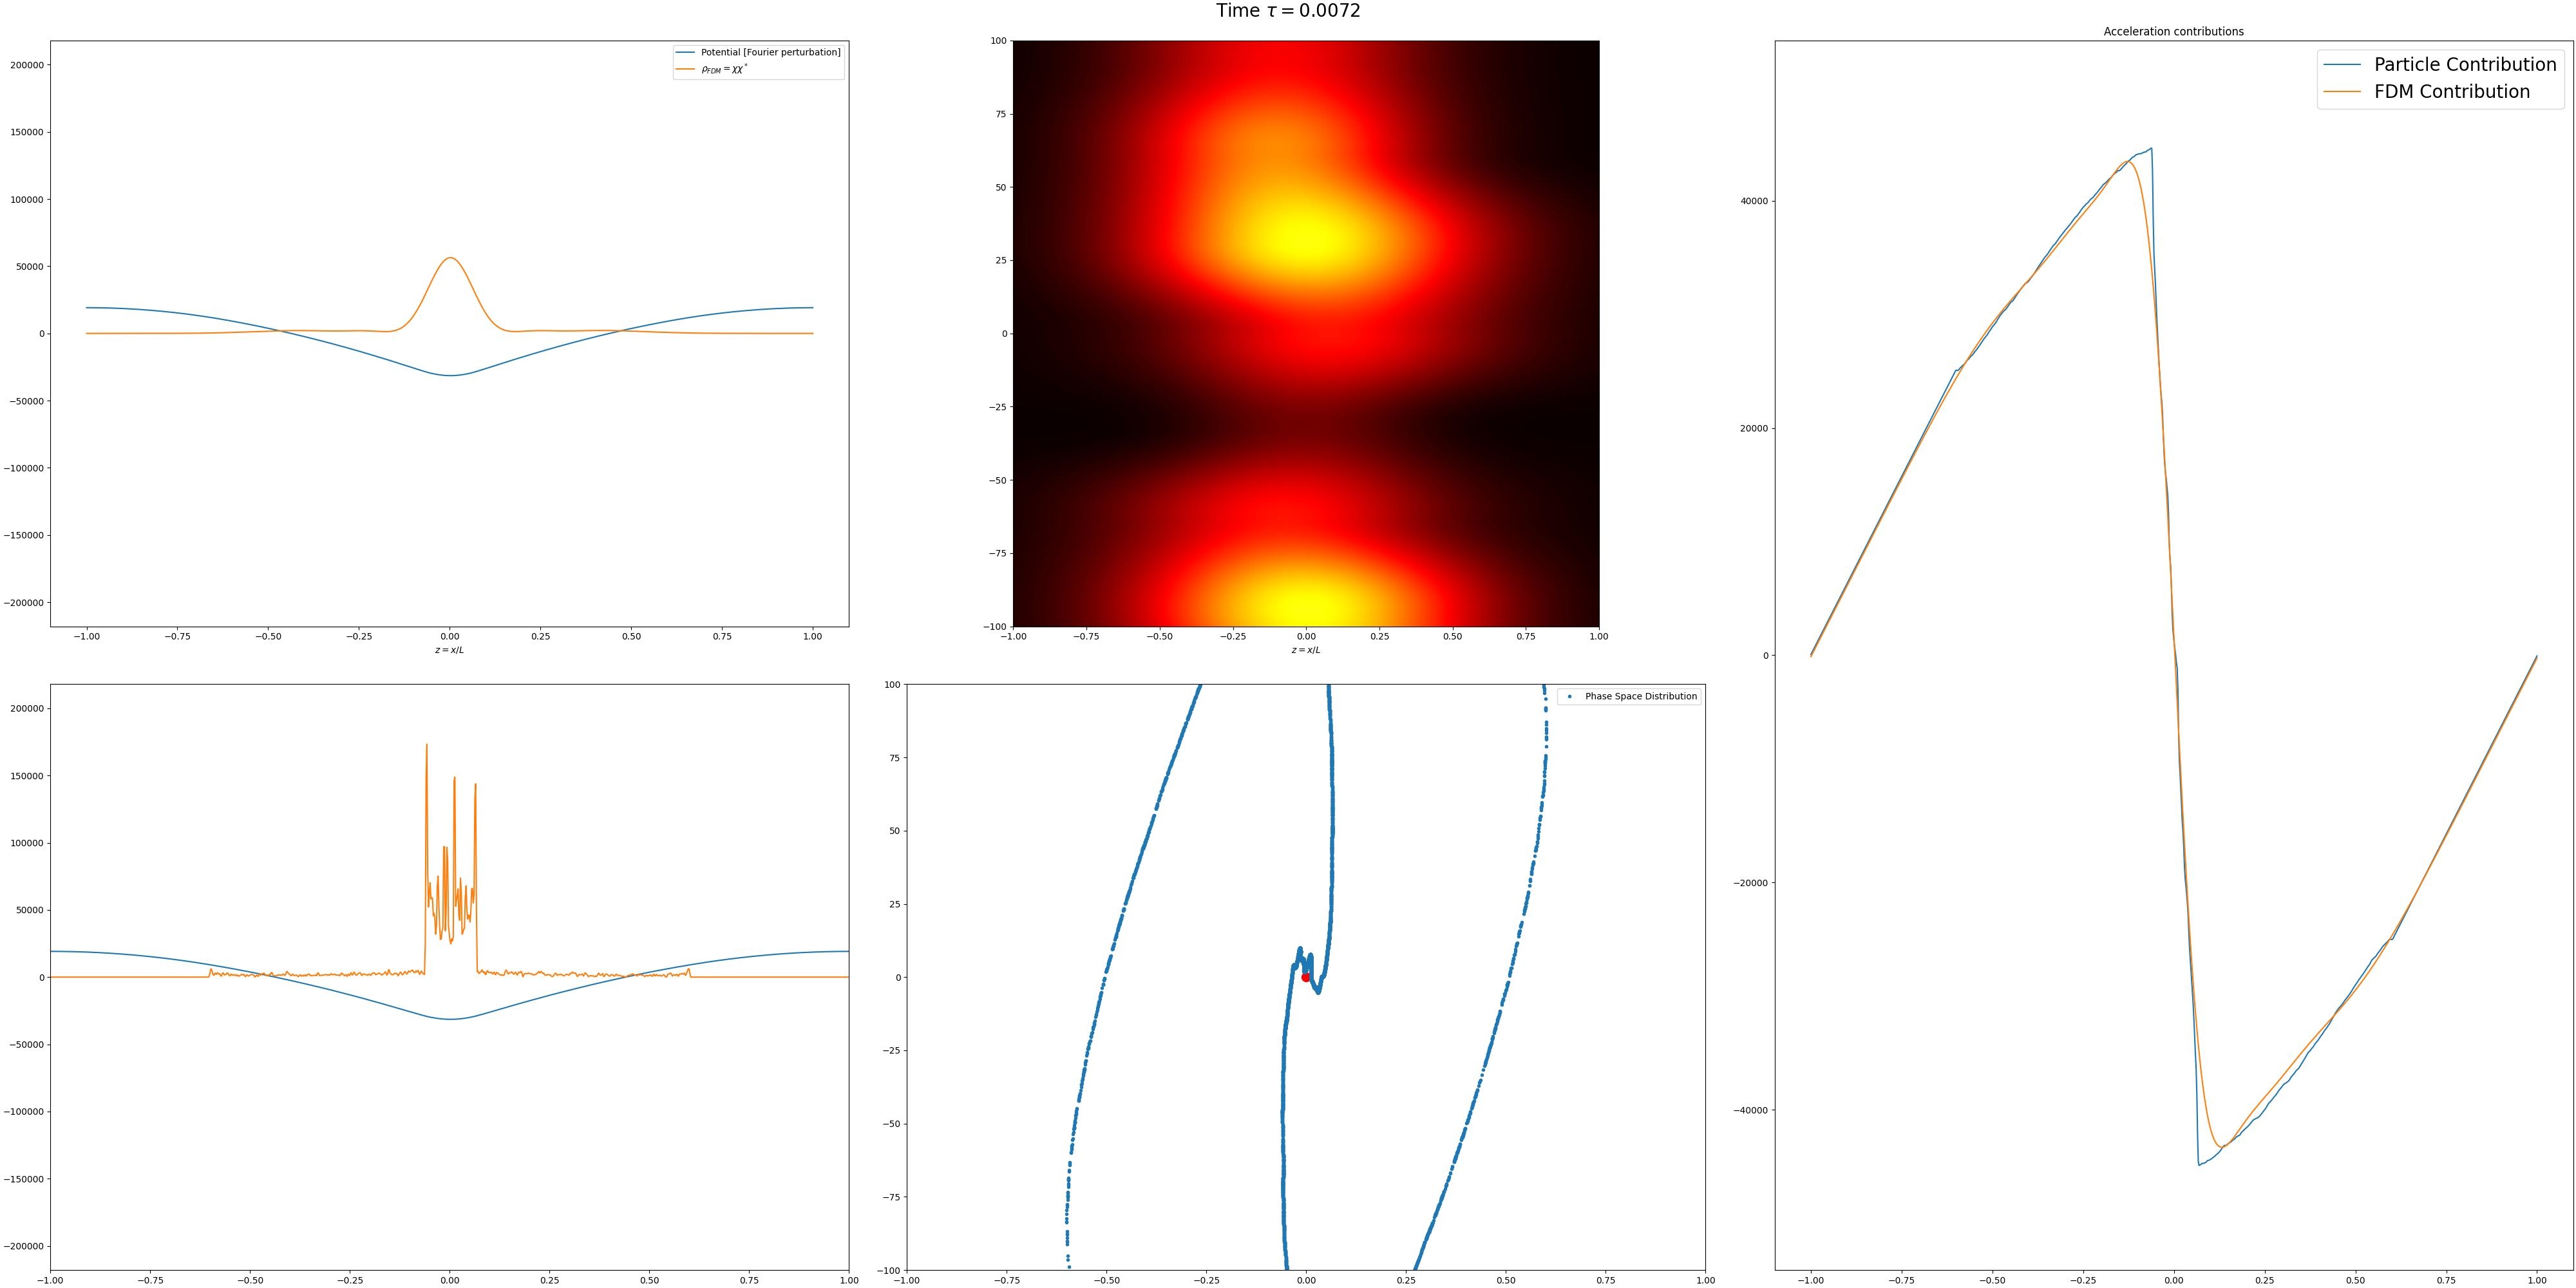 Time τ = 0.0072
200000
150000
100000
50000
0
−50000
−100000
−150000
−200000
−1.00 −0.75 −0.50 −0.25 0.00 0.25 0.50 0.75 1.00
z = x/L
Potential [Fourier perturbation]
ρFDM = χχ*
100
75
50
25
0
−25
−50
−75
−100
−1.00 −0.75 −0.50 −0.25 0.00 0.25 0.50 0.75 1.00
z = x/L
Acceleration contributions
Particle Contribution
FDM Contribution
40000
20000
0
−20000
−40000
−1.00 −0.75 −0.50 −0.25 0.00 0.25 0.50 0.75 1.00
200000
150000
100000
50000
0
−50000
−100000
−150000
−200000
−1.00 −0.75 −0.50 −0.25 0.00 0.25 0.50 0.75 1.00
Phase Space Distribution
100
75
50
25
0
−25
−50
−75
−100
−1.00 −0.75 −0.50 −0.25 0.00 0.25 0.50 0.75 1.00